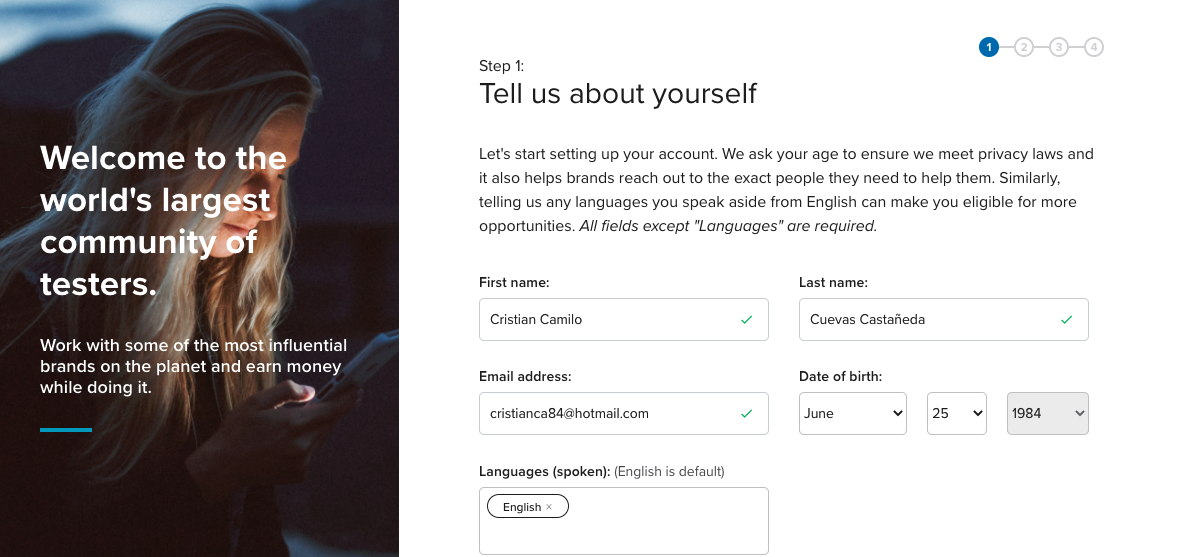 Welcome to the
world's largest
community of
testers.
Work with some of the most influential
brands on the planet and earn money
while doing it.
1 2 3 4
Step 1:
Tell us about yourself
Let's start setting up your account. We ask your age to ensure we meet privacy laws and
it also helps brands reach out to the exact people they need to help them. Similarly,
telling us any languages you speak aside from English can make you eligible for more
opportunities. All fields except "Languages" are required.
First name:
Cristian Camilo
Last name:
Cuevas Castañeda
Email address:
cristianca84@hotmail.com
Date of birth:
June 25 1984
Languages (spoken): (English is default)
English ×